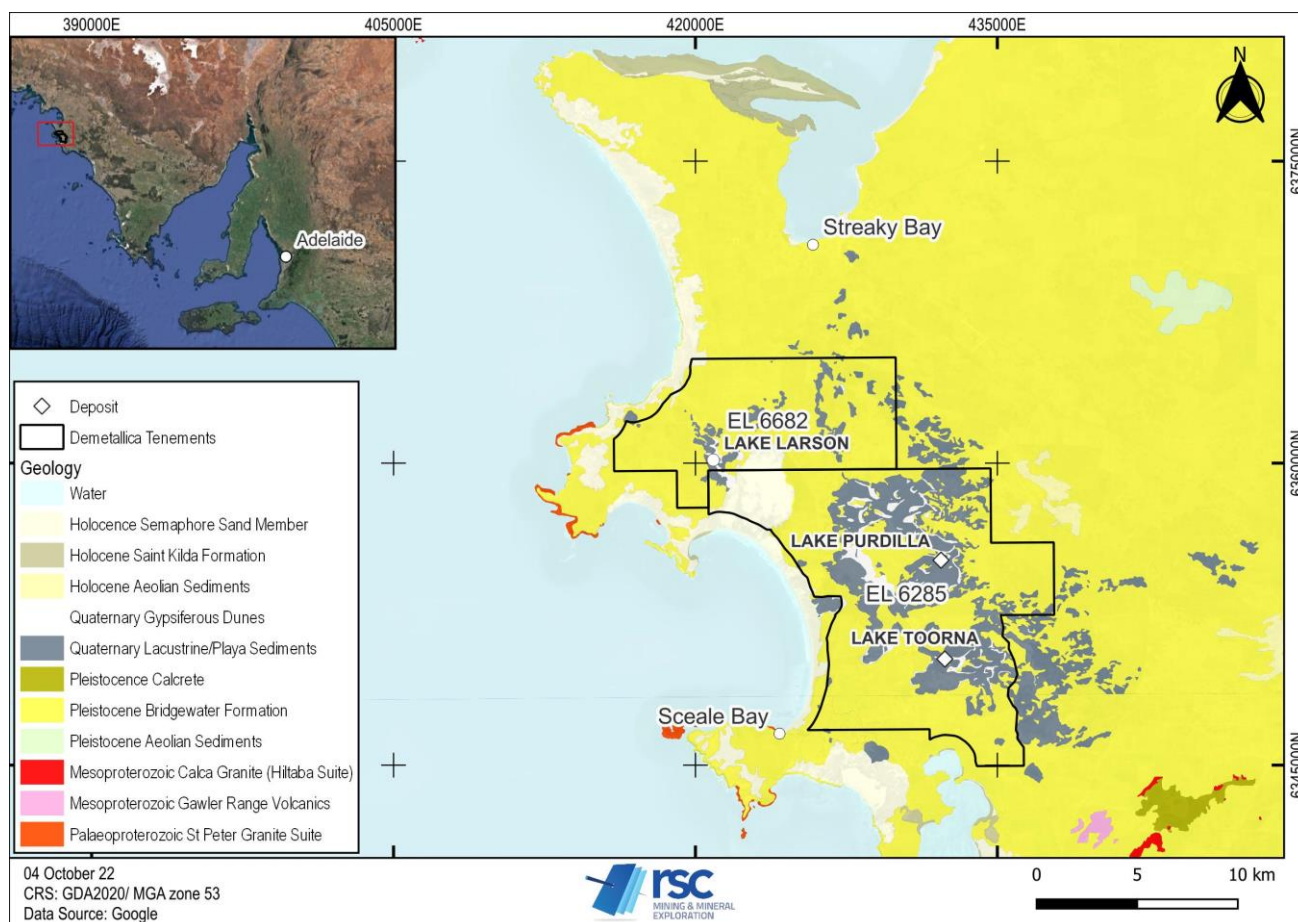 390000E
405000E
420000E
435000E
N
Adelaide
6375000N
Streaky Bay
EL 6682
LAKE LARSON
6360000N
LAKE PURDILLA
EL 6285
LAKE TOORNA
Sceale Bay
6345000N
Deposit
Demetallica Tenements
Geology
Water
Holocence Semaphore Sand Member
Holocene Saint Kilda Formation
Holocene Aeolian Sediments
Quaternary Gypsiferous Dunes
Quaternary Lacustrine/Playa Sediments
Pleistocence Calcrete
Pleistocene Bridgewater Formation
Pleistocene Aeolian Sediments
Mesoproterozoic Calca Granite (Hiltaba Suite)
Mesoproterozoic Gawler Range Volcanics
Palaeoproterozoic St Peter Granite Suite
04 October 22
CRS: GDA2020/ MGA zone 53
Data Source: Google
rsc
MINING & MINERAL
EXPLORATION
0 5 10 km